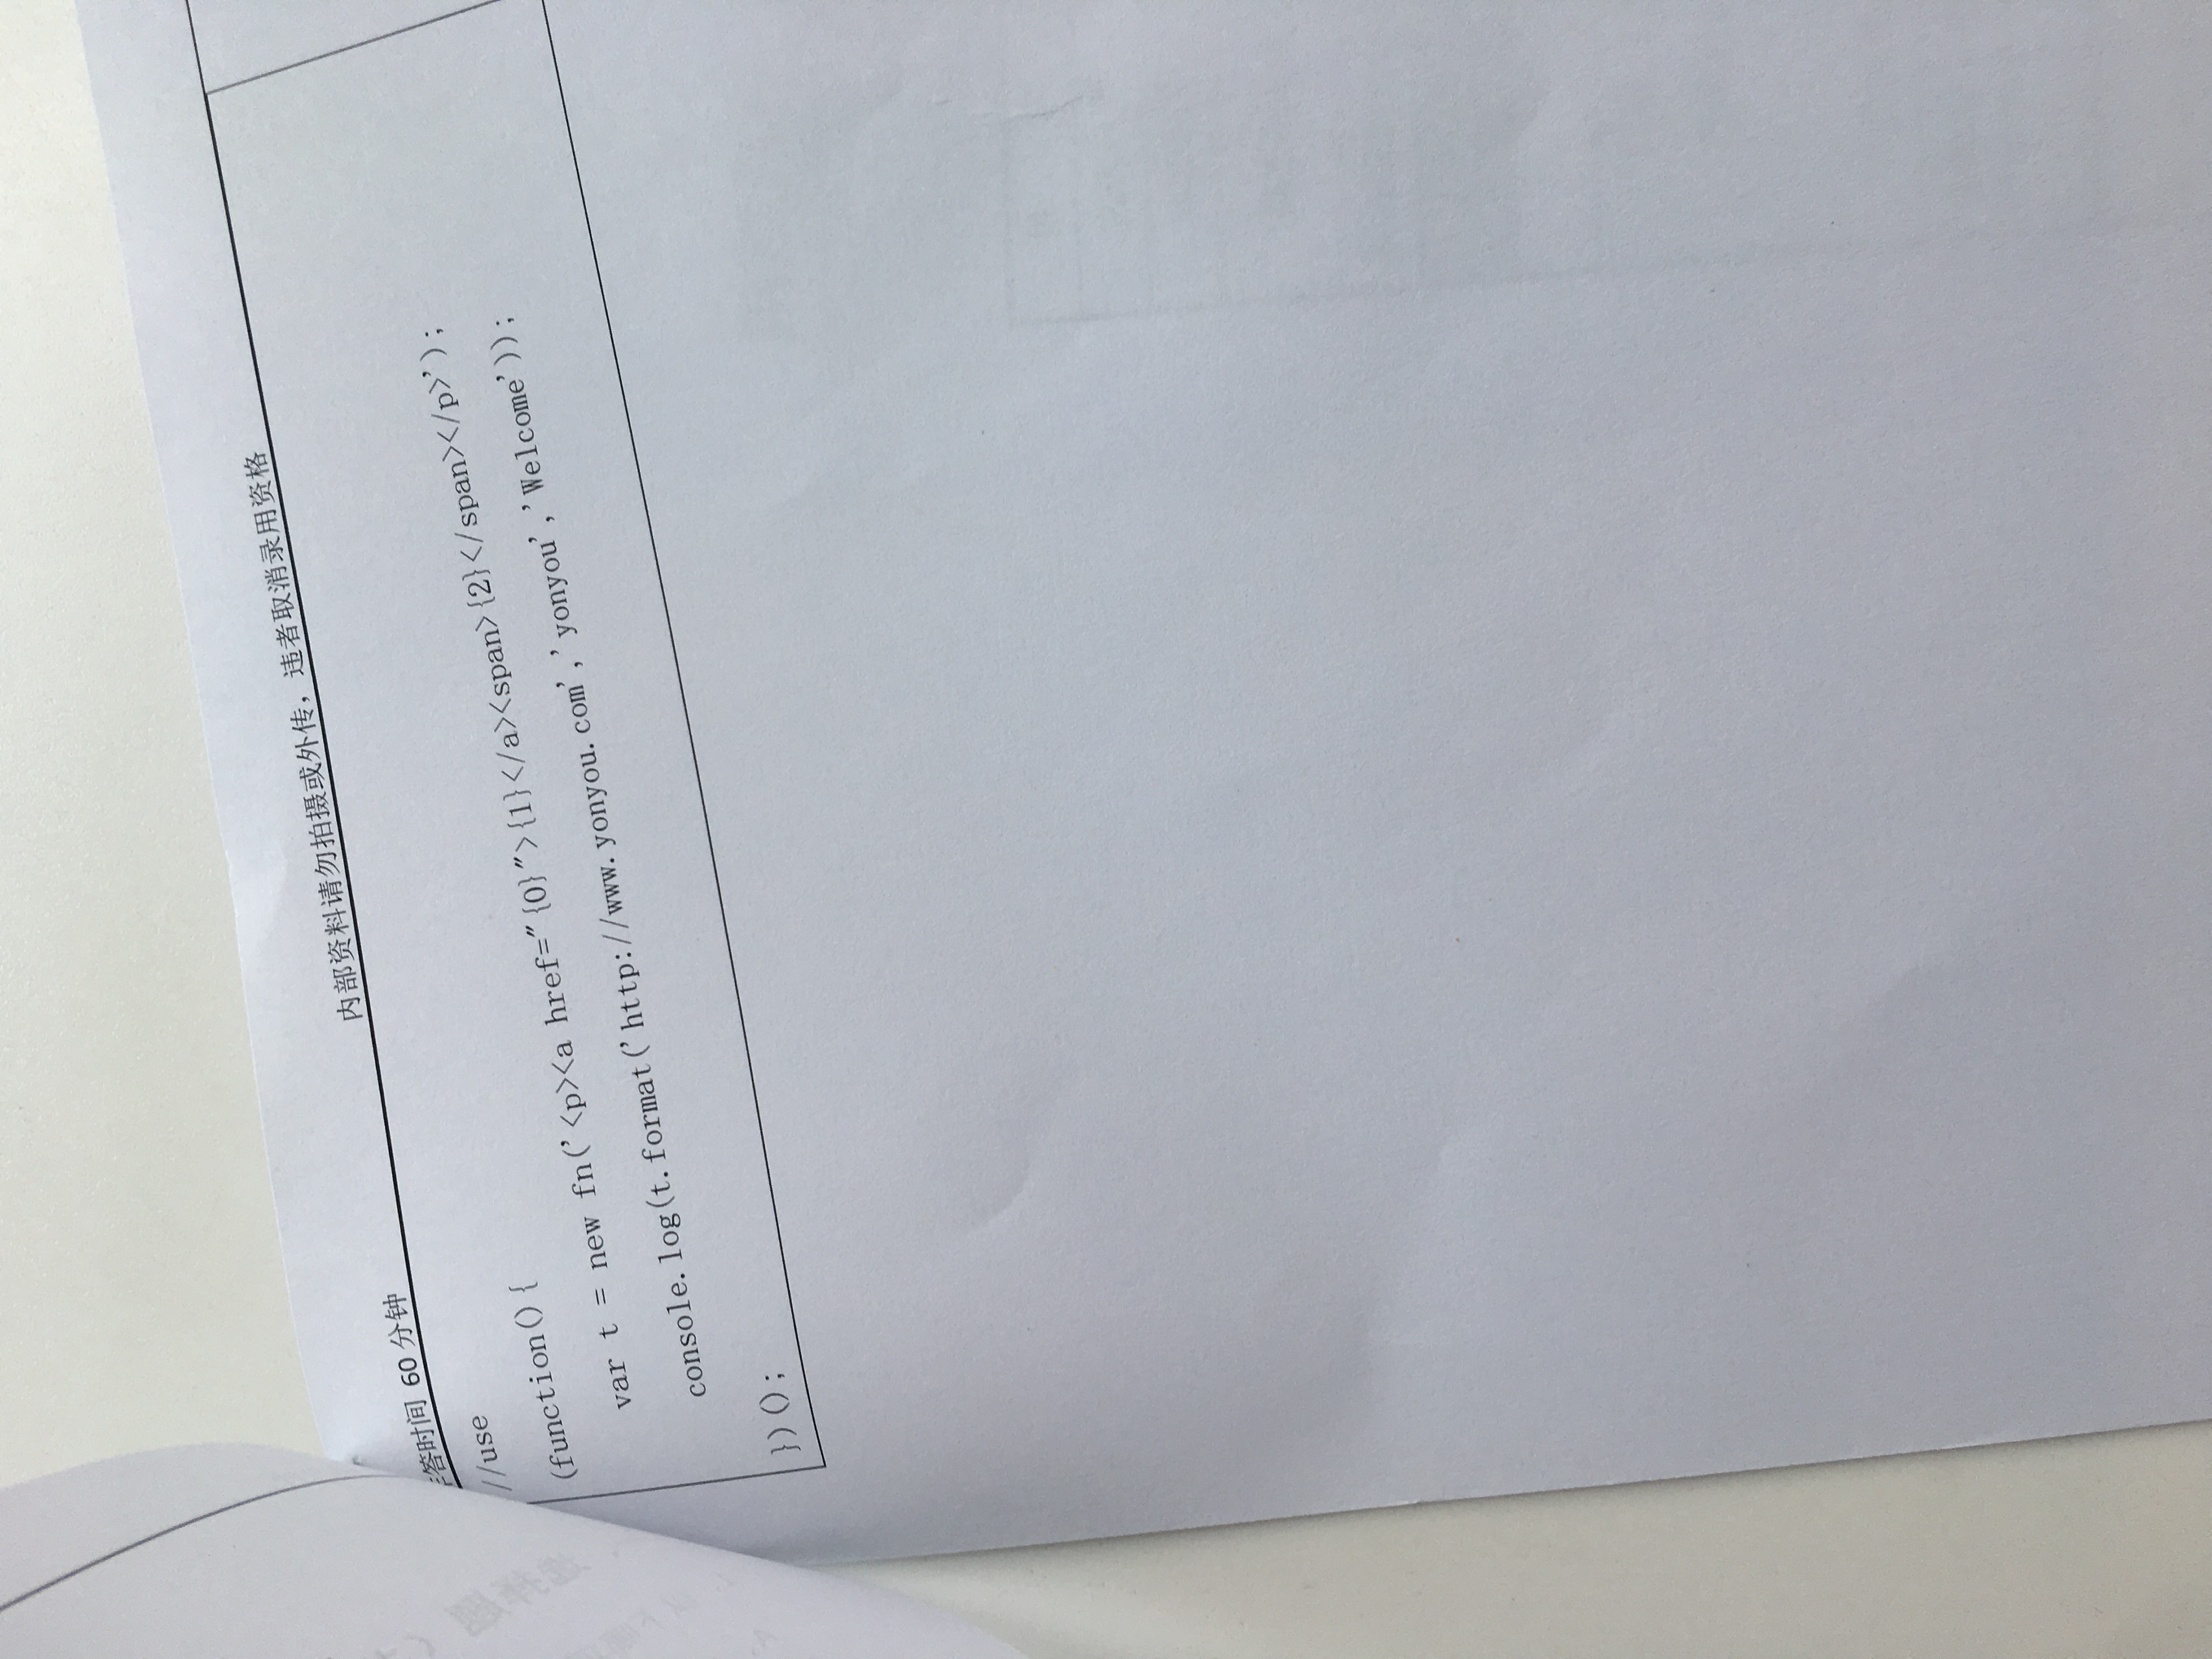 内部资料请勿拍摄或外传，违者取消录用资格
答时间 60 分钟
//use
(function(){
var t = new fn('<p><a href="{0}">{1}</a><span>{2}</span></p>');
console.log(t.format('http://www.yonyou.com','yonyou','Welcome'));
})();